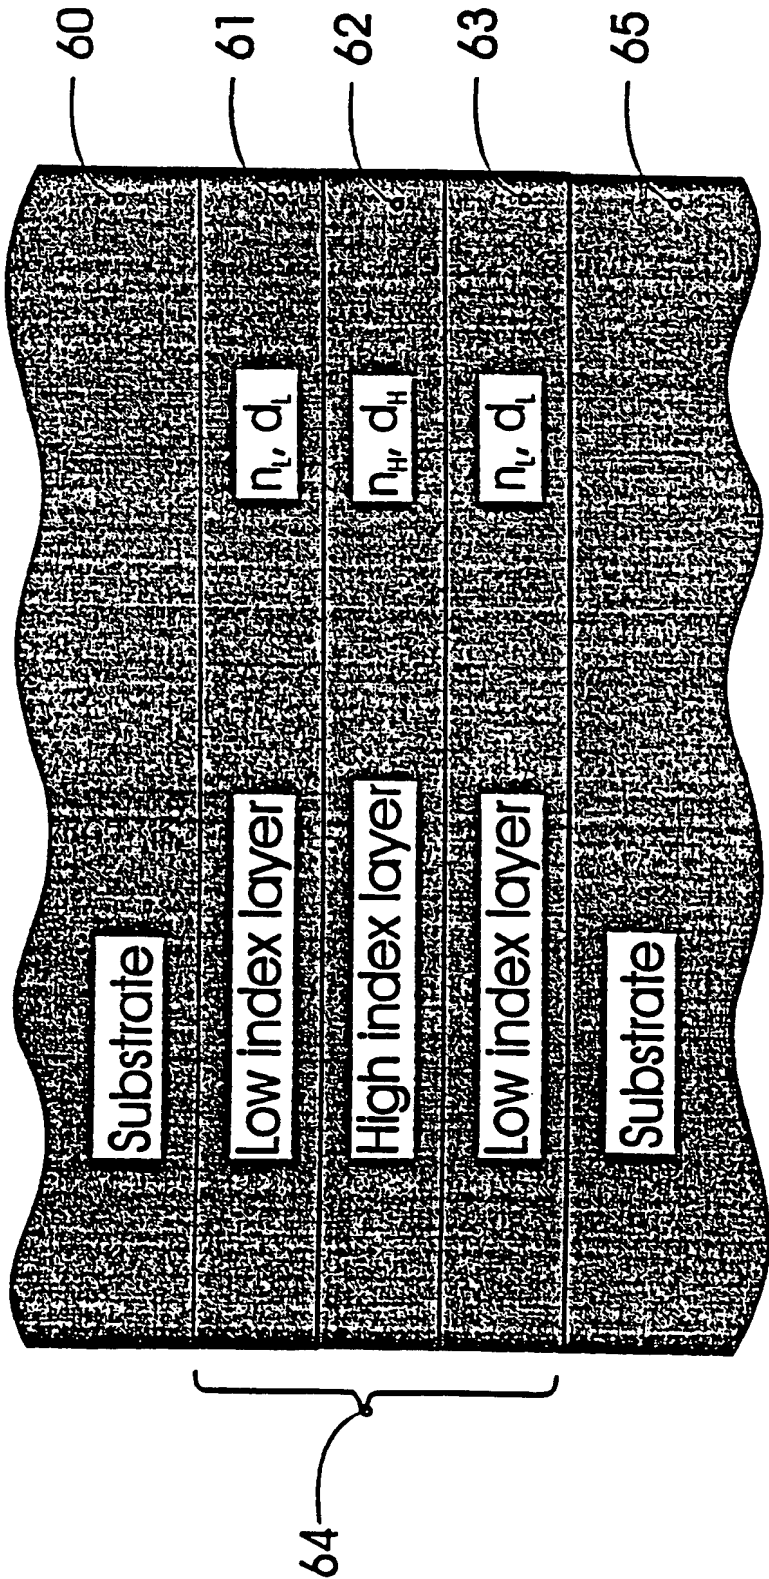 Substrate
60
Low index layer
n_L, d_L
61
High index layer
n_H, d_H
62
Low index layer
n_L, d_L
63
Substrate
65
64